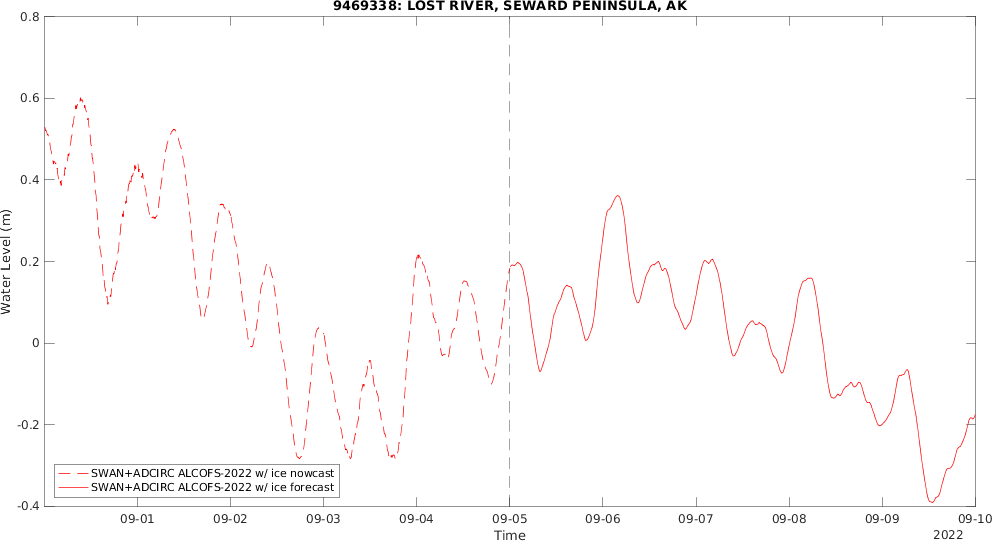 9469338: LOST RIVER, SEWARD PENINSULA, AK
0.8
0.6
0.4
0.2
0
-0.2
-0.4
Water Level (m)
SWAN+ADCIRC ALCOFS-2022 w/ ice nowcast
SWAN+ADCIRC ALCOFS-2022 w/ ice forecast
09-01 09-02 09-03 09-04 09-05 09-06 09-07 09-08 09-09 09-10
Time
2022